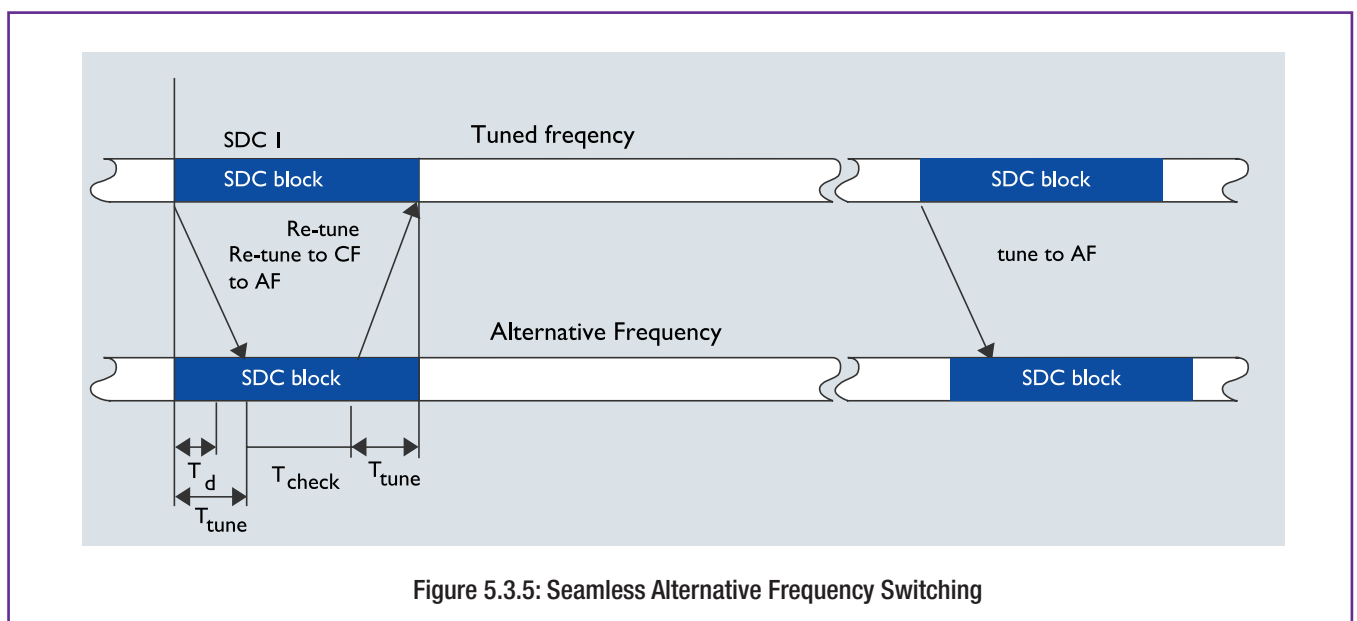 SDC I
Tuned freqency
SDC block
SDC block
Re-tune
Re-tune to CF
to AF
tune to AF
Alternative Frequency
SDC block
SDC block
T d
T check
T tune
T tune
Figure 5.3.5: Seamless Alternative Frequency Switching